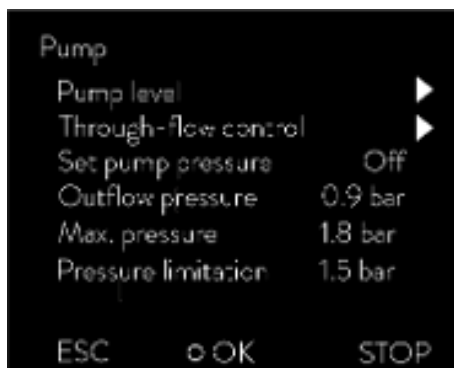 Pump
Pump level
Through-flow control
Set pump pressure Off
Outflow pressure 0.9 bar
Max. pressure 1.8 bar
Pressure limitation 1.5 bar
ESC OK STOP